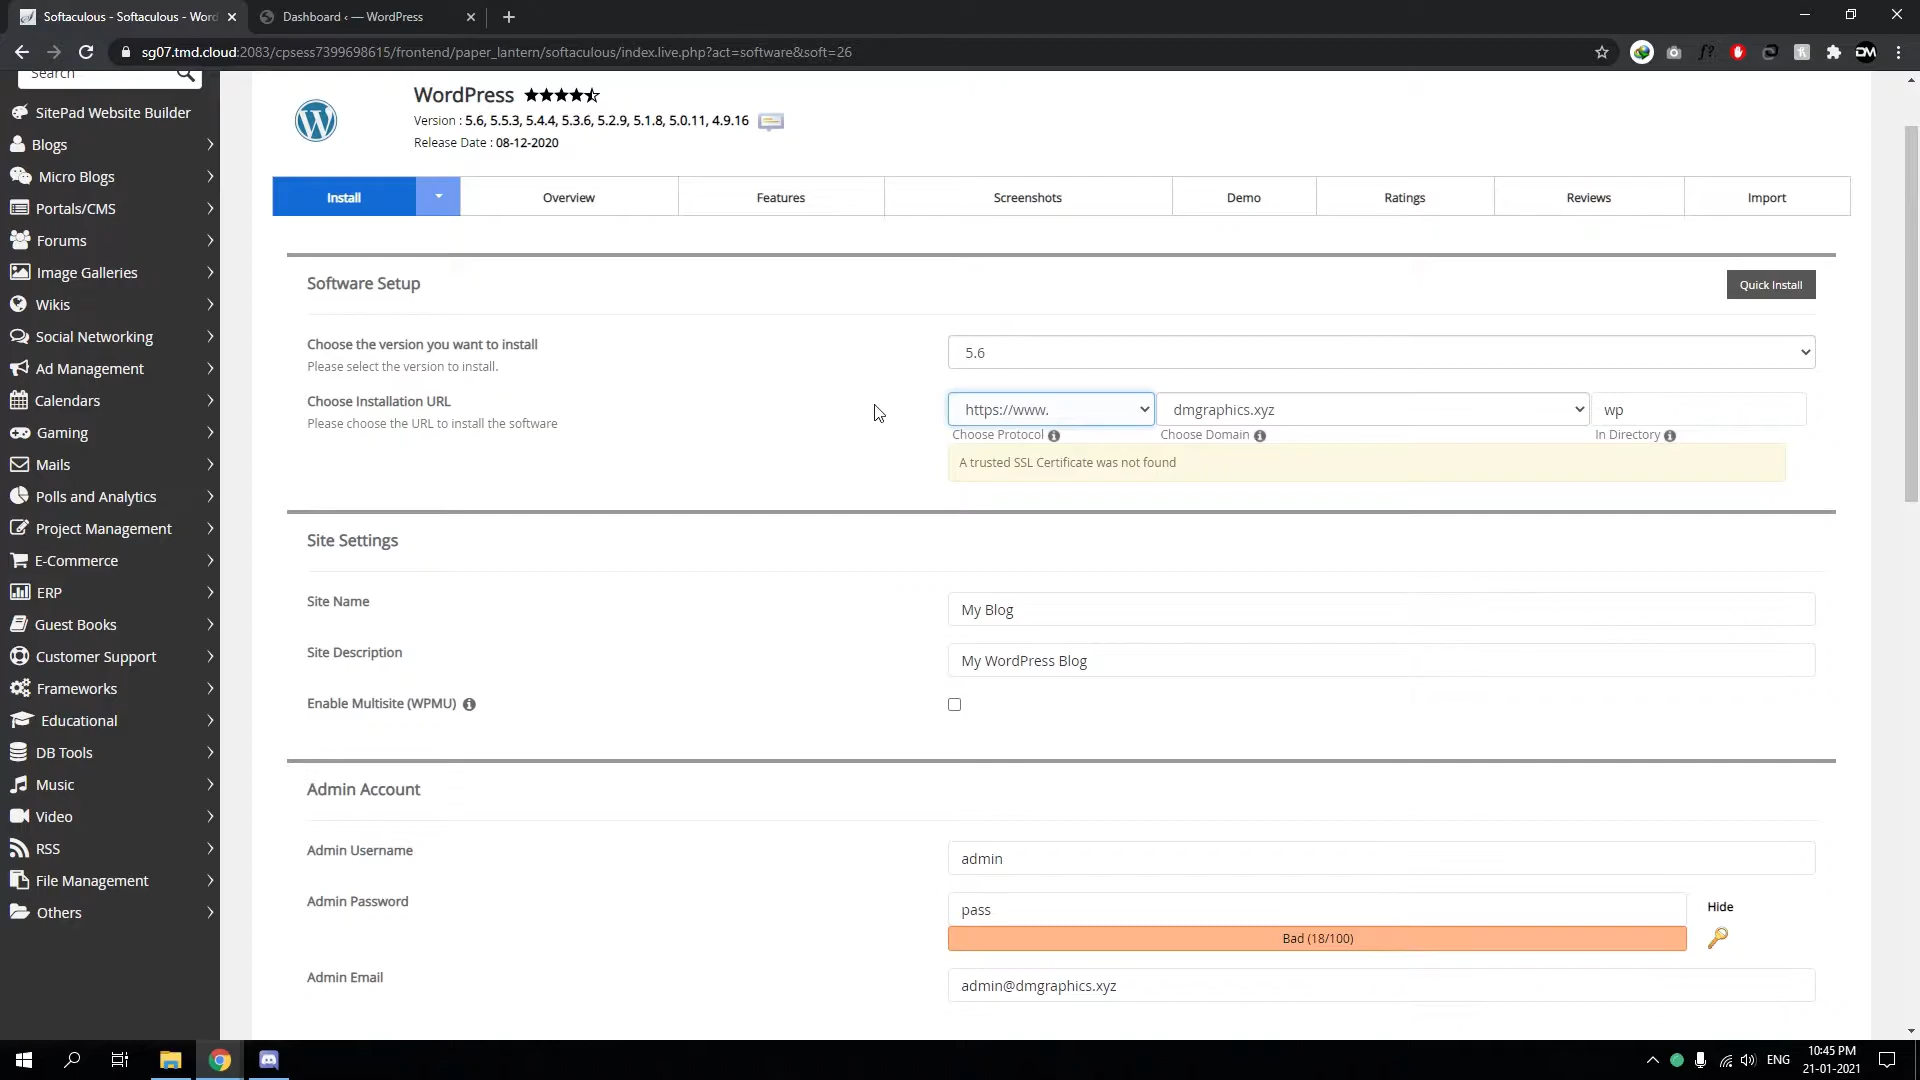 Softaculous - Softaculous - Word
Dashboard ‹ — WordPress
sg07.tmd.cloud:2083/cpsess7399698615/frontend/paper_lantern/softaculous/index.live.php?act=software&soft=26
f?
DM
Search
SitePad Website Builder
Blogs
Micro Blogs
Portals/CMS
Forums
Image Galleries
Wikis
Social Networking
Ad Management
Calendars
Gaming
Mails
Polls and Analytics
Project Management
E-Commerce
ERP
Guest Books
Customer Support
Frameworks
Educational
DB Tools
Music
Video
RSS
File Management
Others
WordPress
Version : 5.6, 5.5.3, 5.4.4, 5.3.6, 5.2.9, 5.1.8, 5.0.11, 4.9.16
Release Date : 08-12-2020
Install
Overview
Features
Screenshots
Demo
Ratings
Reviews
Import
Software Setup
Quick Install
Choose the version you want to install
Please select the version to install.
5.6
Choose Installation URL
Please choose the URL to install the software
https://www.
dmgraphics.xyz
wp
Choose Protocol
Choose Domain
In Directory
A trusted SSL Certificate was not found
Site Settings
Site Name
My Blog
Site Description
My WordPress Blog
Enable Multisite (WPMU)
Admin Account
Admin Username
admin
Admin Password
pass
Hide
Bad (18/100)
Admin Email
admin@dmgraphics.xyz
ENG
10:45 PM
21-01-2021